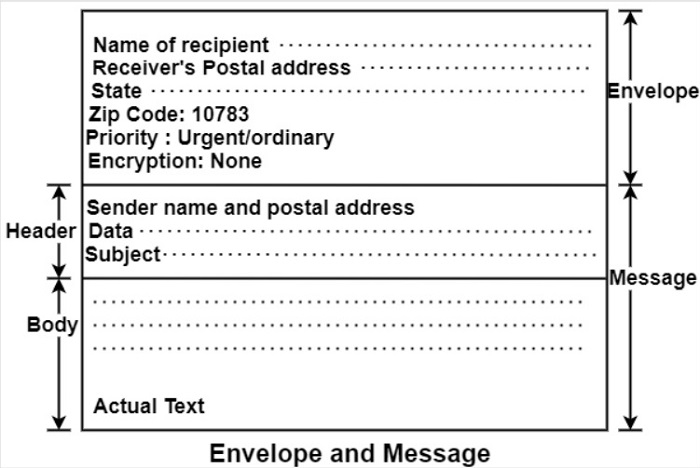 Name of recipient
Receiver's Postal address
State
Envelope
Zip Code: 10783
Priority : Urgent/ordinary
Encryption: None
Sender name and postal address
Header
Data
Subject
Message
Body
Actual Text
Envelope and Message